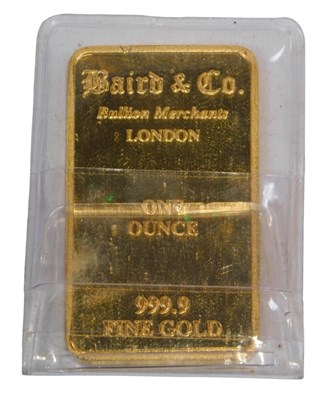 Baird & Co.
Bullion Merchants
LONDON
ONE
OUNCE
999.9
FINE GOLD